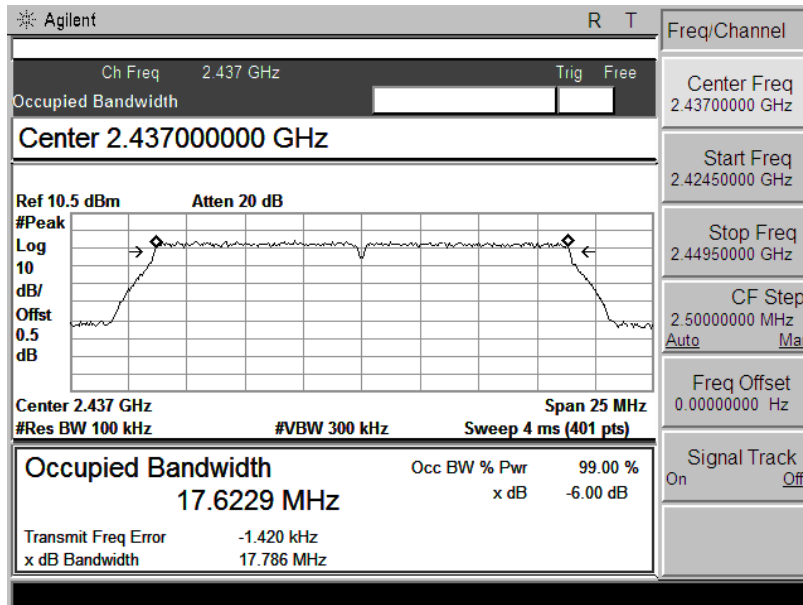 Agilent R T
Freq/Channel
Ch Freq 2.437 GHz Trig Free
Occupied Bandwidth
Center 2.437000000 GHz
Ref 10.5 dBm Atten 20 dB
#Peak
Log
10
dB/
Offst
0.5
dB
Center 2.437 GHz Span 25 MHz
#Res BW 100 kHz #VBW 300 kHz Sweep 4 ms (401 pts)
Occupied Bandwidth
17.6229 MHz
Occ BW % Pwr 99.00 %
x dB -6.00 dB
Transmit Freq Error -1.420 kHz
x dB Bandwidth 17.786 MHz
Center Freq
2.43700000 GHz
Start Freq
2.42450000 GHz
Stop Freq
2.44950000 GHz
CF Step
2.50000000 MHz
Auto Ma
Freq Offset
0.00000000 Hz
Signal Track
On Off